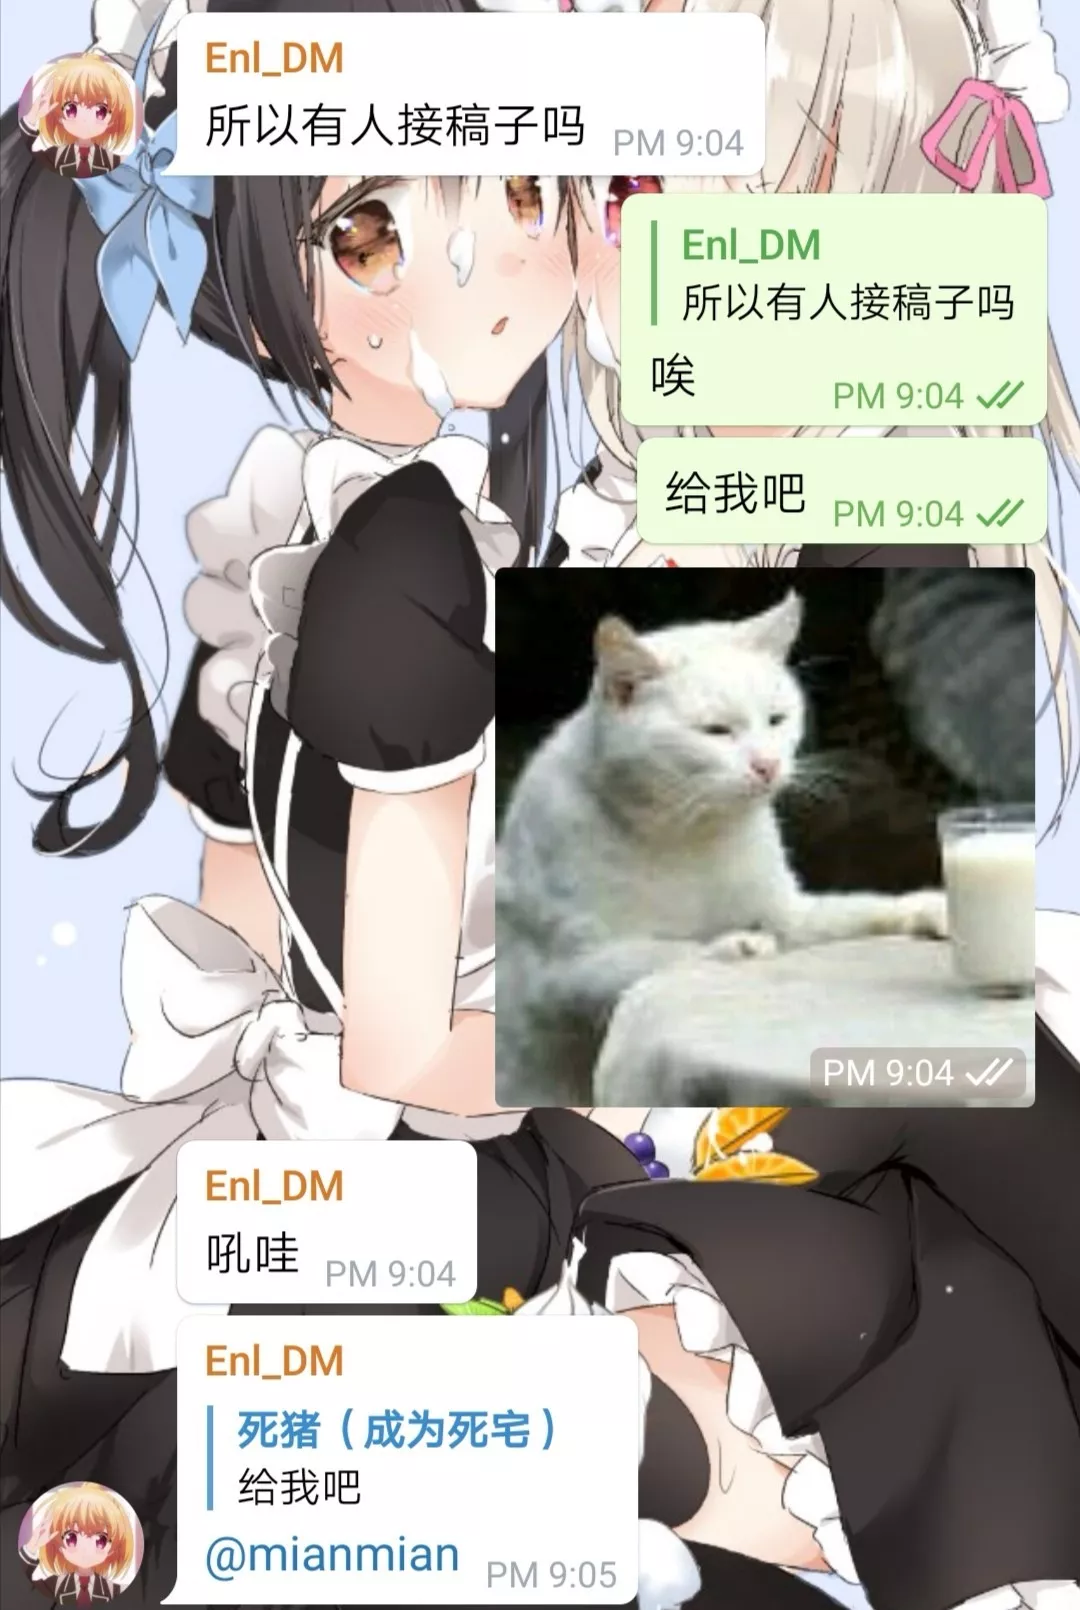 Enl_DM
所以有人接稿子吗 PM 9:04
Enl_DM
所以有人接稿子吗
唉 PM 9:04
给我吧 PM 9:04
PM 9:04
Enl_DM
吼哇 PM 9:04
Enl_DM
死猪（成为死宅）
给我吧
@mianmian PM 9:05